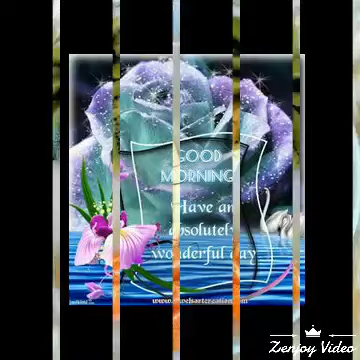 GOOD
MORNING
Have an
absolutely
wonderful day
Zenjoy Video